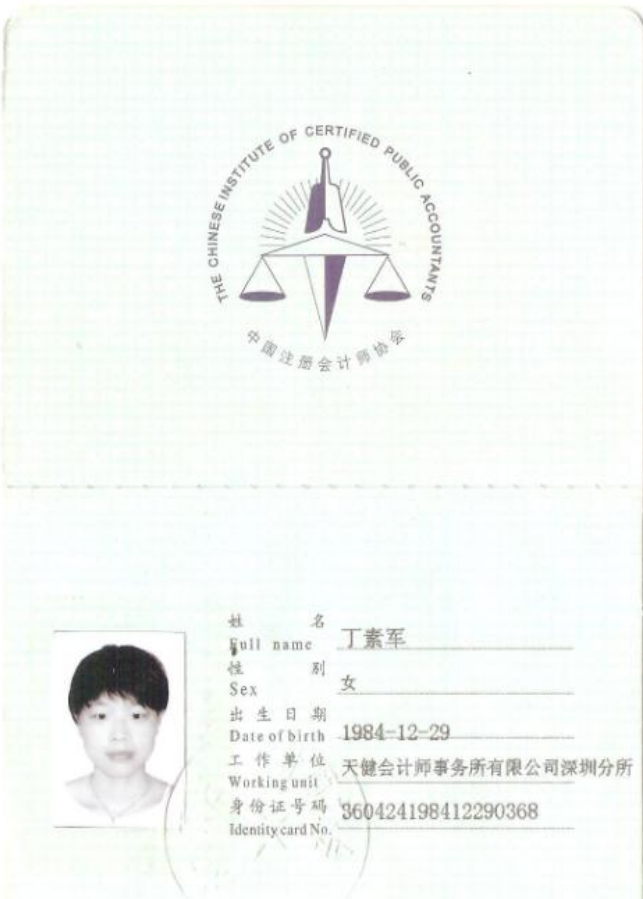 THE CHINESE INSTITUTE OF CERTIFIED PUBLIC ACCOUNTANTS
中国注册会计师协会
姓 名 丁素军
Full name
性 别 女
Sex
出生日期 1984-12-29
Date of birth
工作单位 天健会计师事务所有限公司深圳分所
Working unit
身份证号码 360424198412290368
Identity card No.